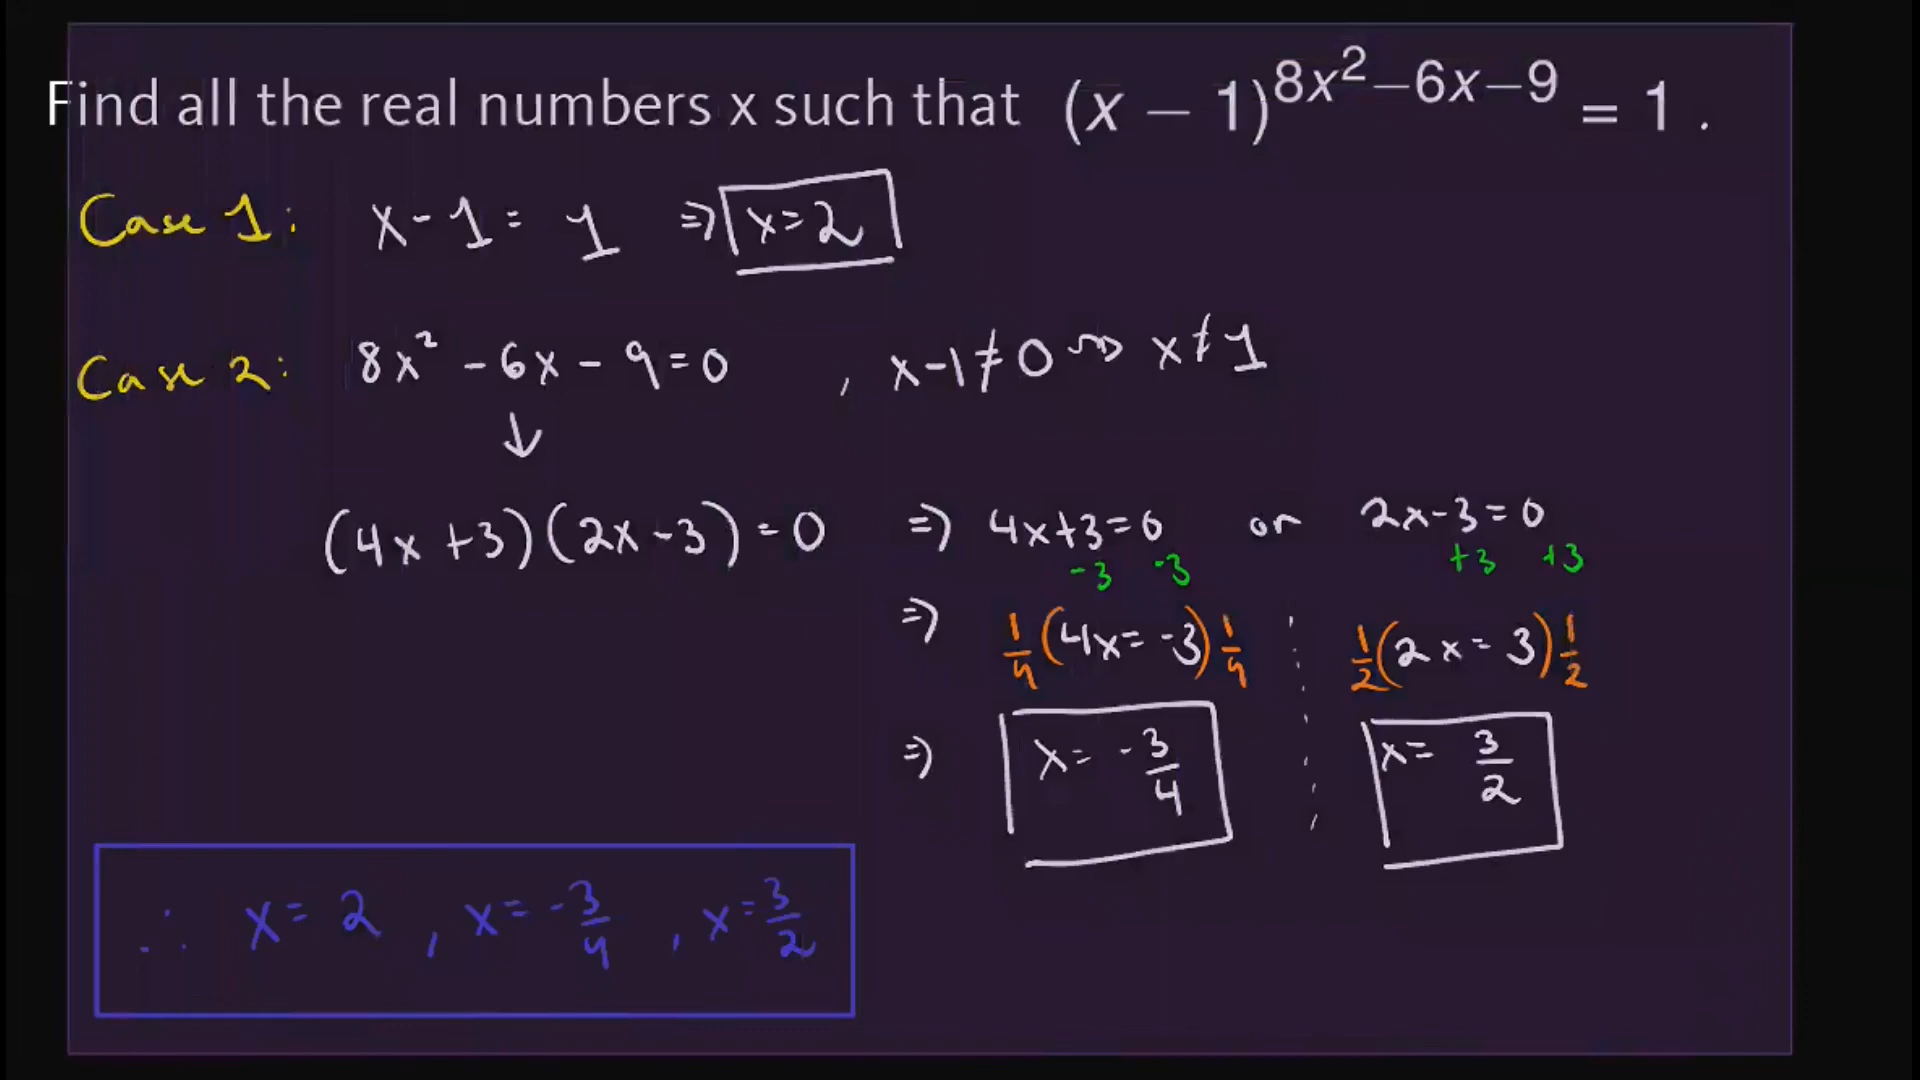 Find all the real numbers x such that (x − 1)^{8x²−6x−9} = 1 .
Case 1: x-1 = 1 ⇒ x=2
Case 2: 8x² - 6x - 9 = 0 , x-1 ≠ 0 ⇝ x ≠ 1
↓
(4x+3)(2x-3) = 0 ⇒ 4x+3=0 or 2x-3=0
-3 -3 +3 +3
⇒ 1/4 (4x = -3) 1/4 1/2 (2x = 3) 1/2
⇒ x = -3/4 x = 3/2
∴ x = 2 , x = -3/4 , x = 3/2